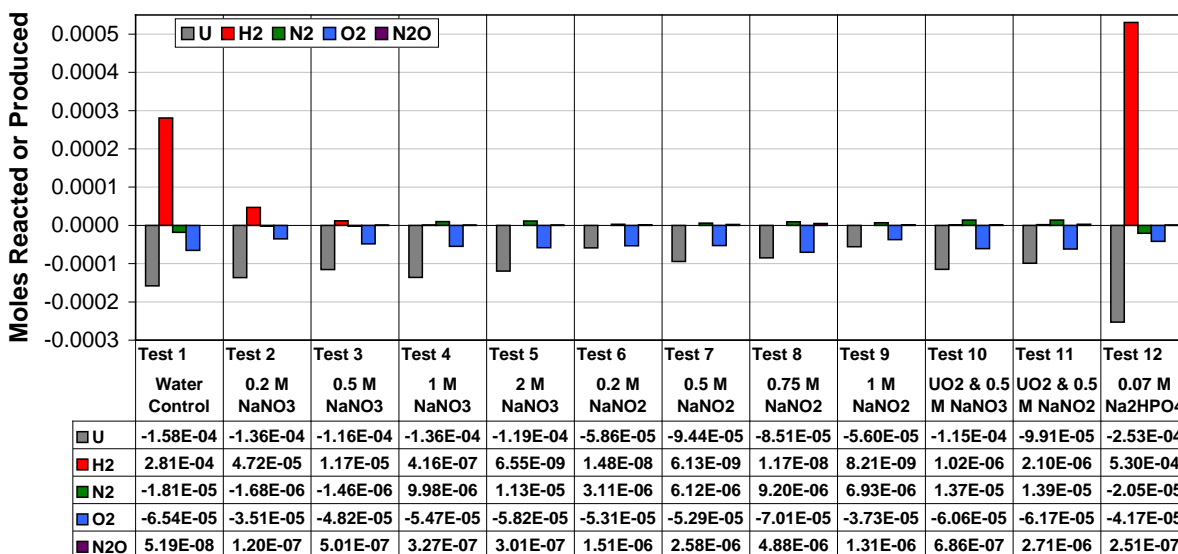 Moles Reacted or Produced
0.0005
0.0004
0.0003
0.0002
0.0001
0.0000
-0.0001
-0.0002
-0.0003
U H2 N2 O2 N2O
Test 1 Test 2 Test 3 Test 4 Test 5 Test 6 Test 7 Test 8 Test 9 Test 10 Test 11 Test 12
Water 0.2 M 0.5 M 1 M 2 M 0.2 M 0.5 M 0.75 M 1 M UO2 & 0.5 UO2 & 0.5 0.07 M
Control NaNO3 NaNO3 NaNO3 NaNO3 NaNO2 NaNO2 NaNO2 NaNO2 M NaNO3 M NaNO2 Na2HPO4
U -1.58E-04 -1.36E-04 -1.16E-04 -1.36E-04 -1.19E-04 -5.86E-05 -9.44E-05 -8.51E-05 -5.60E-05 -1.15E-04 -9.91E-05 -2.53E-04
H2 2.81E-04 4.72E-05 1.17E-05 4.16E-07 6.55E-09 1.48E-08 6.13E-09 1.17E-08 8.21E-09 1.02E-06 2.10E-06 5.30E-04
N2 -1.81E-05 -1.68E-06 -1.46E-06 9.98E-06 1.13E-05 3.11E-06 6.12E-06 9.20E-06 6.93E-06 1.37E-05 1.39E-05 -2.05E-05
O2 -6.54E-05 -3.51E-05 -4.82E-05 -5.47E-05 -5.82E-05 -5.31E-05 -5.29E-05 -7.01E-05 -3.73E-05 -6.06E-05 -6.17E-05 -4.17E-05
N2O 5.19E-08 1.20E-07 5.01E-07 3.27E-07 3.01E-07 1.51E-06 2.58E-06 4.88E-06 1.31E-06 6.86E-07 2.71E-06 2.51E-07